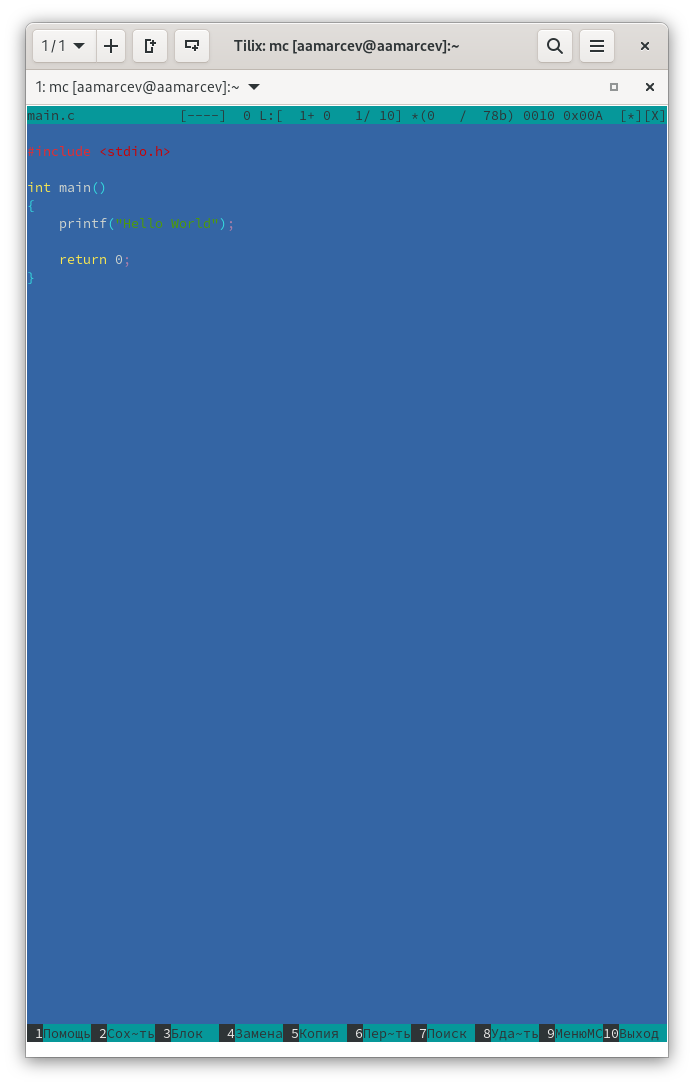 1 / 1 Tilix: mc [aamarcev@aamarcev]:~
1: mc [aamarcev@aamarcev]:~
main.c [----] 0 L:[ 1+ 0 1/ 10] *(0 / 78b) 0010 0x00A [*][X]
#include <stdio.h>
int main()
{
printf("Hello World");
return 0;
}
1Помощь 2Сох~ть 3Блок 4Замена 5Копия 6Пер~ть 7Поиск 8Уда~ть 9МенюMC 10Выход